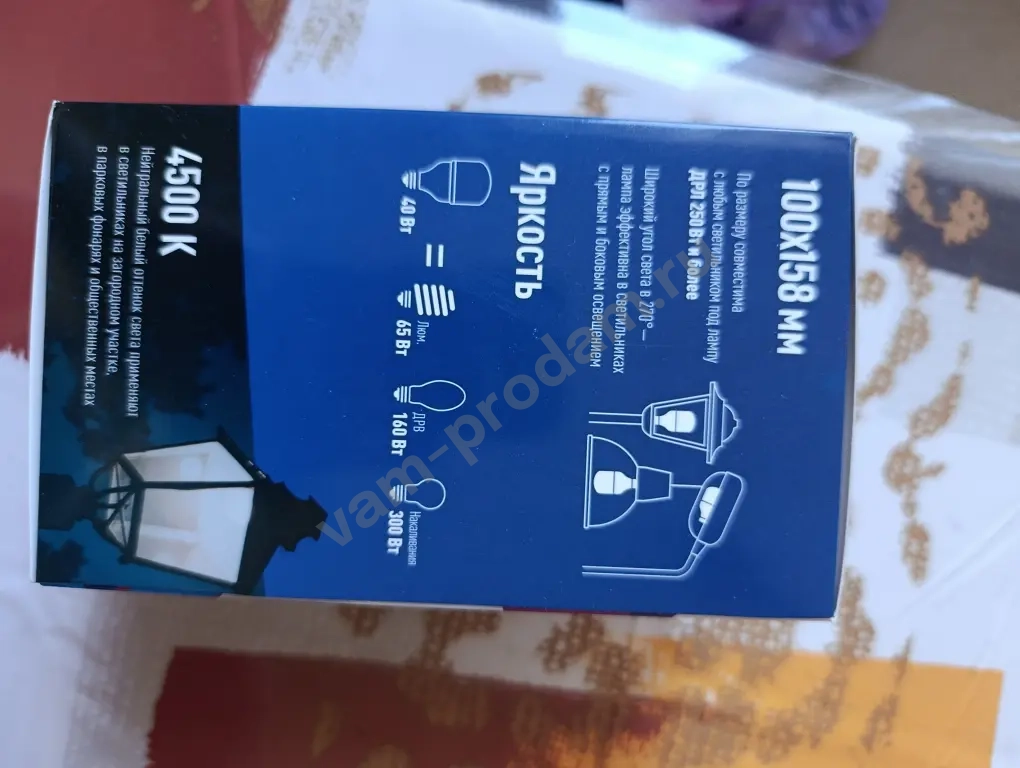 100x158 мм
По размеру совместима
с любым светильником под лампу
ДРЛ 250 Вт и более
Широкий угол света в 270° –
лампа эффективна в светильниках
с прямым и боковым освещением
Яркость
40 Вт
=
Люм.
65 Вт
ДРВ
160 Вт
Накаливания
300 Вт
4500 К
Нейтральный белый оттенок света применяют
в светильниках на загородном участке,
в парковых фонарях и общественных местах
vam-prodam.ru